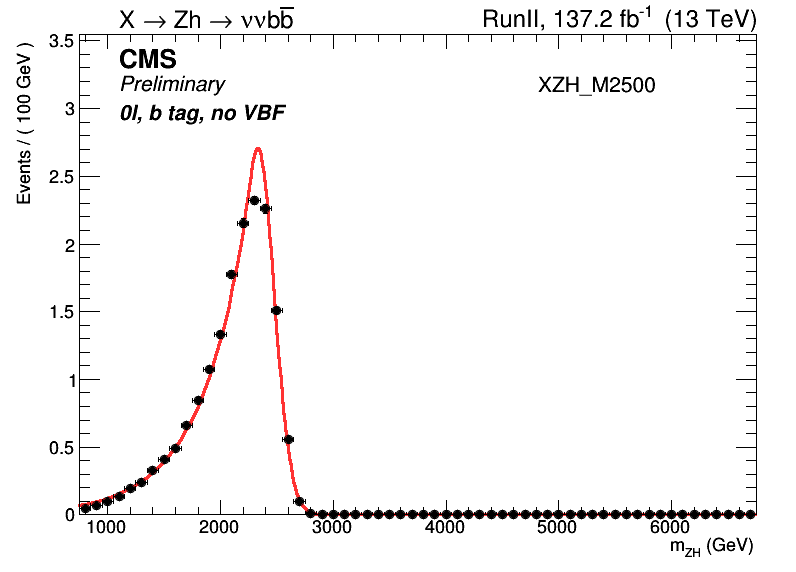 X → Zh → ννbb̅ RunII, 137.2 fb⁻¹ (13 TeV)
CMS
Preliminary
XZH_M2500
0l, b tag, no VBF
Events / ( 100 GeV )
3.5
3
2.5
2
1.5
1
0.5
0
1000 2000 3000 4000 5000 6000
m_ZH (GeV)